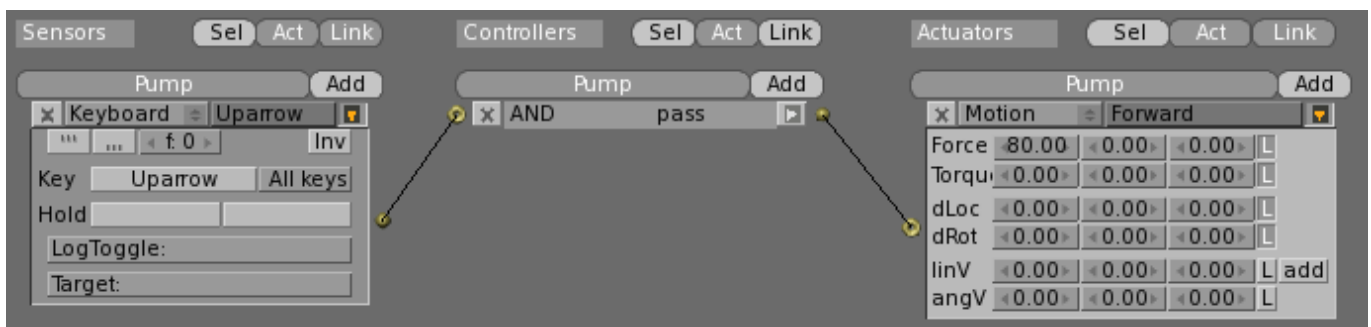 Sensors Sel Act Link Controllers Sel Act Link Actuators Sel Act Link
Pump Add Pump Add Pump Add
Keyboard Uparrow AND pass Motion Forward
f: 0 Inv Force 80.00 0.00 0.00 L
Key Uparrow All keys Torqu 0.00 0.00 0.00 L
Hold dLoc 0.00 0.00 0.00 L
LogToggle: dRot 0.00 0.00 0.00 L
Target: linV 0.00 0.00 0.00 L add
angV 0.00 0.00 0.00 L